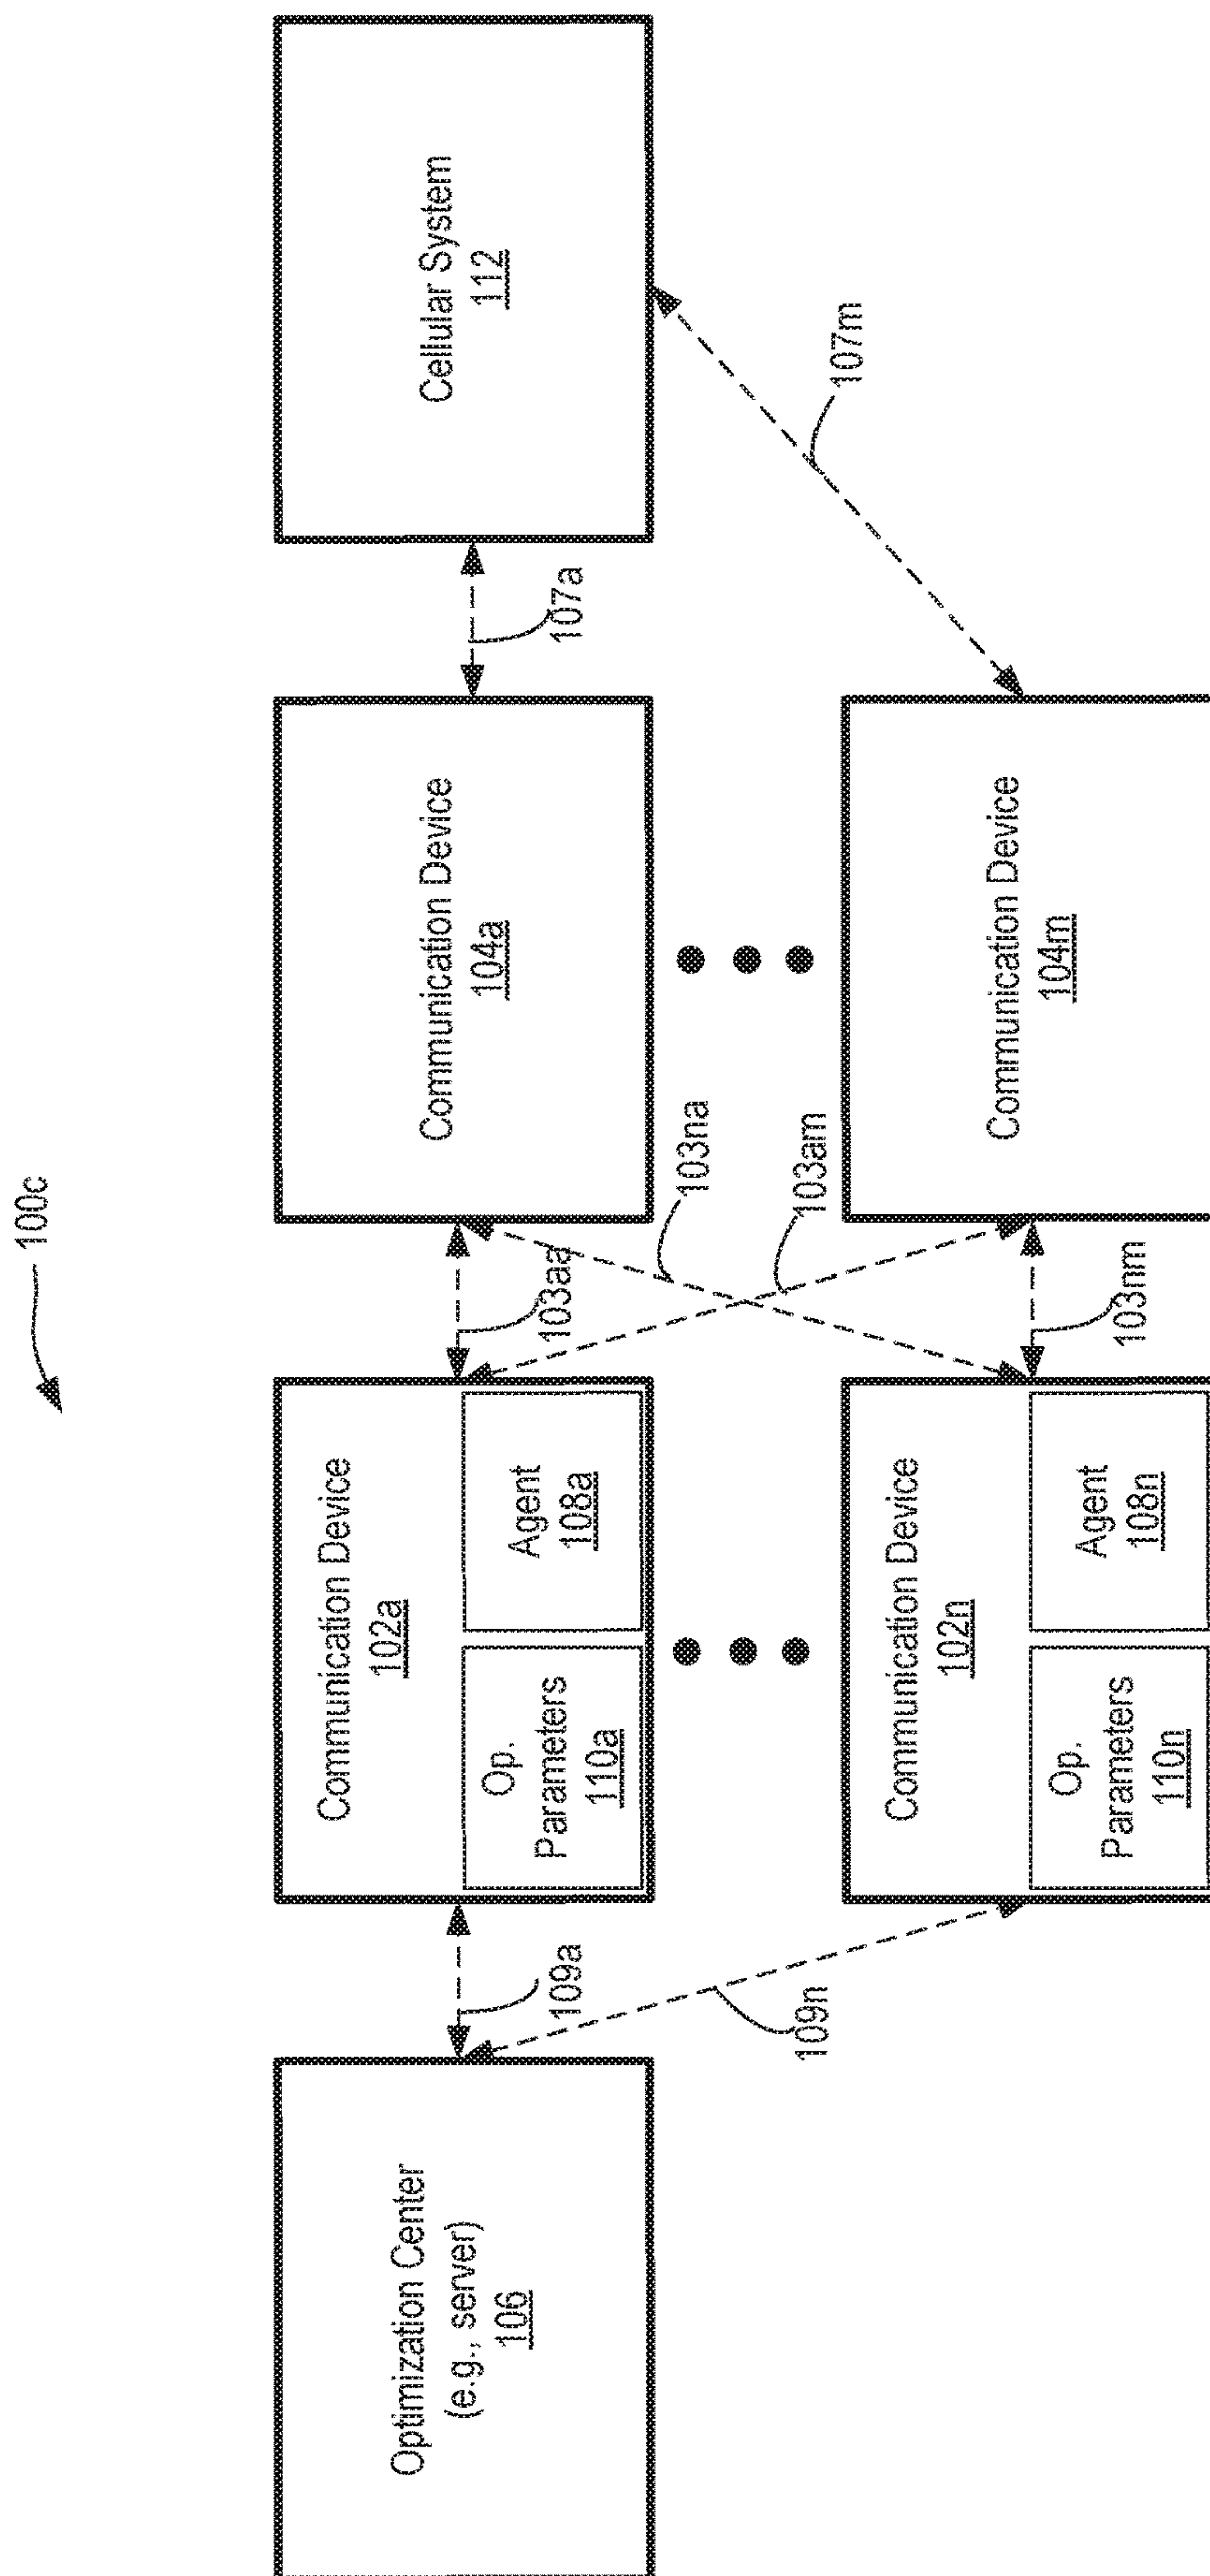 100c
Optimization Center
(e.g., server)
106
109a
109n
Communication Device
102a
Op.
Parameters
110a
Agent
108a
Communication Device
102n
Op.
Parameters
110n
Agent
108n
103aa
103na
103am
103nm
Communication Device
104a
Communication Device
104m
107a
107m
Cellular System
112